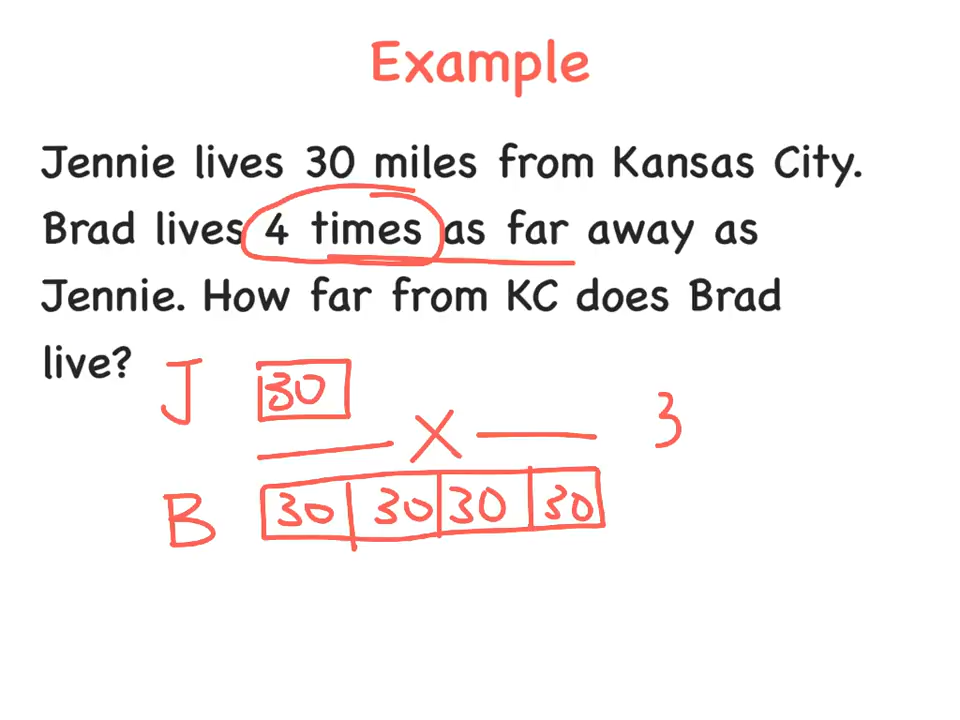 Example
Jennie lives 30 miles from Kansas City.
Brad lives 4 times as far away as
Jennie. How far from KC does Brad
live?
J 30
X 3
B 30 30 30 30